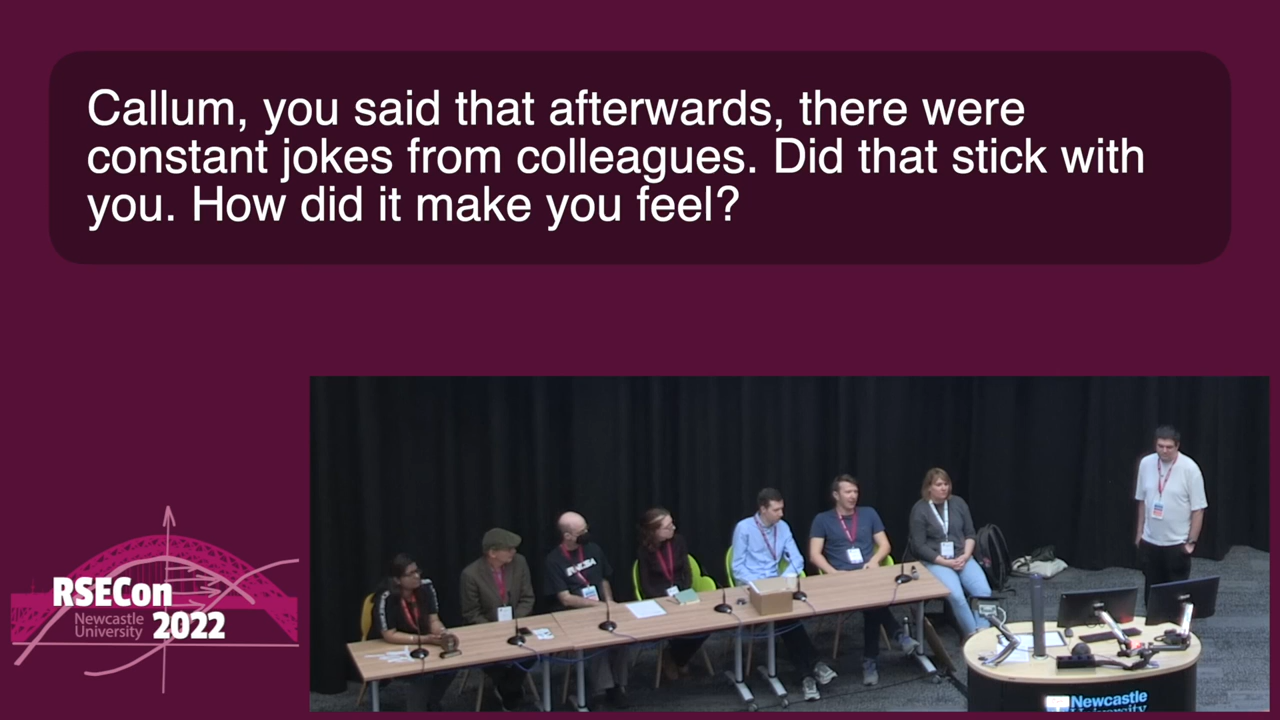 Callum, you said that afterwards, there were
constant jokes from colleagues. Did that stick with
you. How did it make you feel?
RSECon
Newcastle
University 2022
Newcastle
University